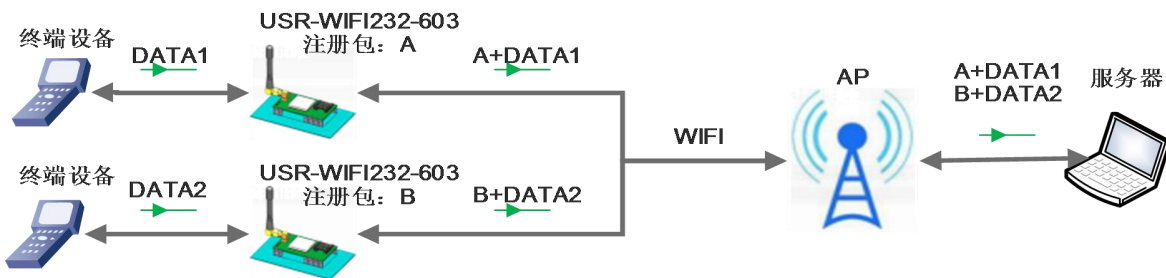 终端设备
DATA1
USR-WIFI232-603
注册包：A
A+DATA1
终端设备
DATA2
USR-WIFI232-603
注册包：B
B+DATA2
WIFI
AP
A+DATA1
B+DATA2
服务器